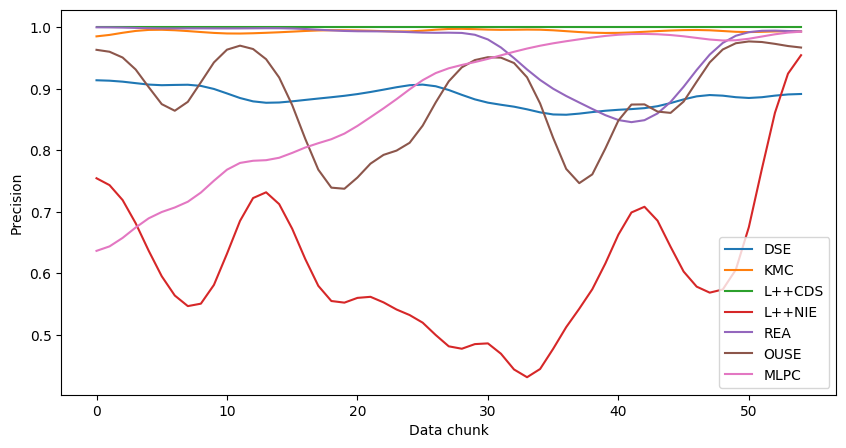 1.0
0.9
0.8
0.7
0.6
0.5
Precision
0
10
20
30
40
50
Data chunk
DSE
KMC
L++CDS
L++NIE
REA
OUSE
MLPC